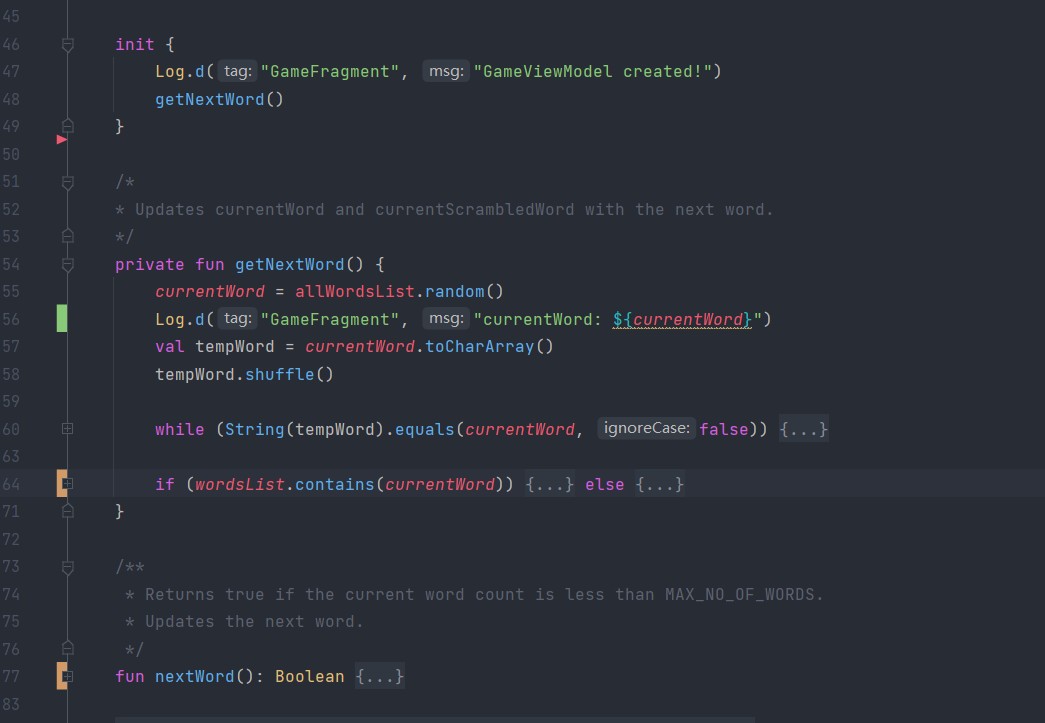 45
46 init {
47 Log.d( tag: "GameFragment", msg: "GameViewModel created!")
48 getNextWord()
49 }
50
51 /*
52 * Updates currentWord and currentScrambledWord with the next word.
53 */
54 private fun getNextWord() {
55 currentWord = allWordsList.random()
56 Log.d( tag: "GameFragment", msg: "currentWord: ${currentWord}")
57 val tempWord = currentWord.toCharArray()
58 tempWord.shuffle()
59
60 while (String(tempWord).equals(currentWord, ignoreCase: false)) {...}
63
64 if (wordsList.contains(currentWord)) {...} else {...}
71 }
72
73 /**
74 * Returns true if the current word count is less than MAX_NO_OF_WORDS.
75 * Updates the next word.
76 */
77 fun nextWord(): Boolean {...}
83